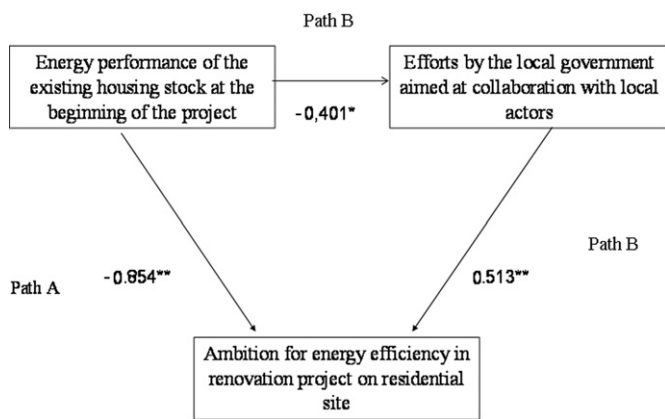 Path B
Energy performance of the
existing housing stock at the
beginning of the project
Efforts by the local government
aimed at collaboration with local
actors
-0,401*
Path B
Path A
-0.854**
0.513**
Ambition for energy efficiency in
renovation project on residential
site